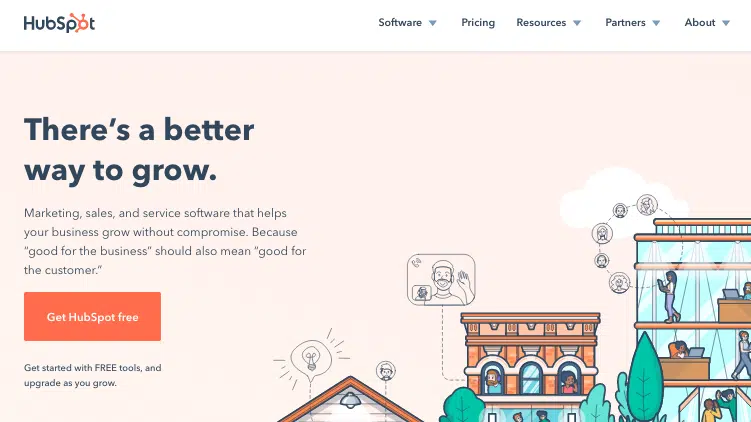 HubSpot
Software
Pricing
Resources
Partners
About
There's a better
way to grow.
Marketing, sales, and service software that helps
your business grow without compromise. Because
“good for the business” should also mean “good for
the customer.”
Get HubSpot free
Get started with FREE tools, and
upgrade as you grow.